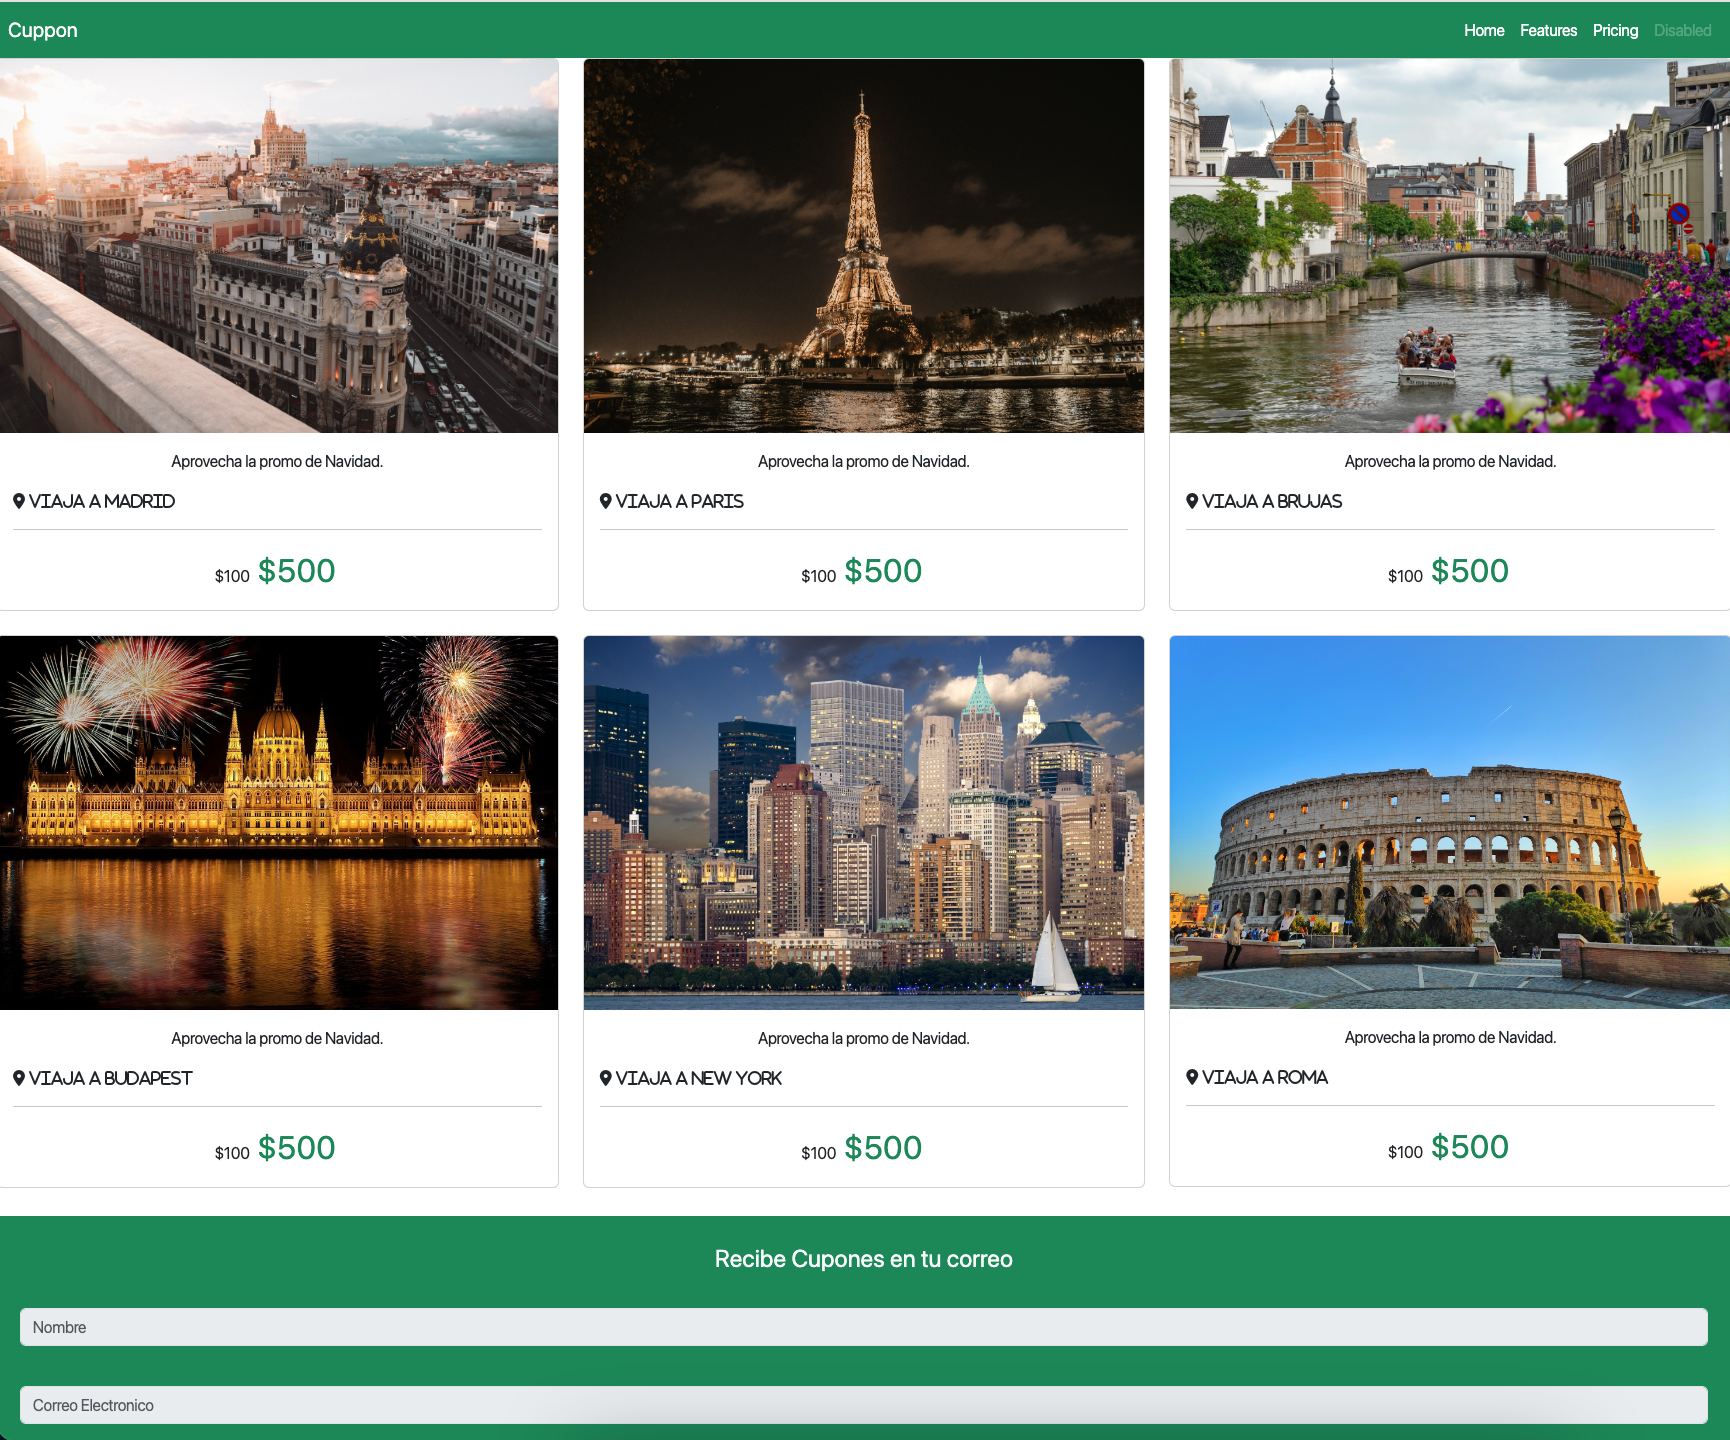 Cuppon
Home Features Pricing Disabled
Aprovecha la promo de Navidad.
VIAJA A MADRID
$100 $500
Aprovecha la promo de Navidad.
VIAJA A PARIS
$100 $500
Aprovecha la promo de Navidad.
VIAJA A BRUJAS
$100 $500
Aprovecha la promo de Navidad.
VIAJA A BUDAPEST
$100 $500
Aprovecha la promo de Navidad.
VIAJA A NEW YORK
$100 $500
Aprovecha la promo de Navidad.
VIAJA A ROMA
$100 $500
Recibe Cupones en tu correo
Nombre
Correo Electronico